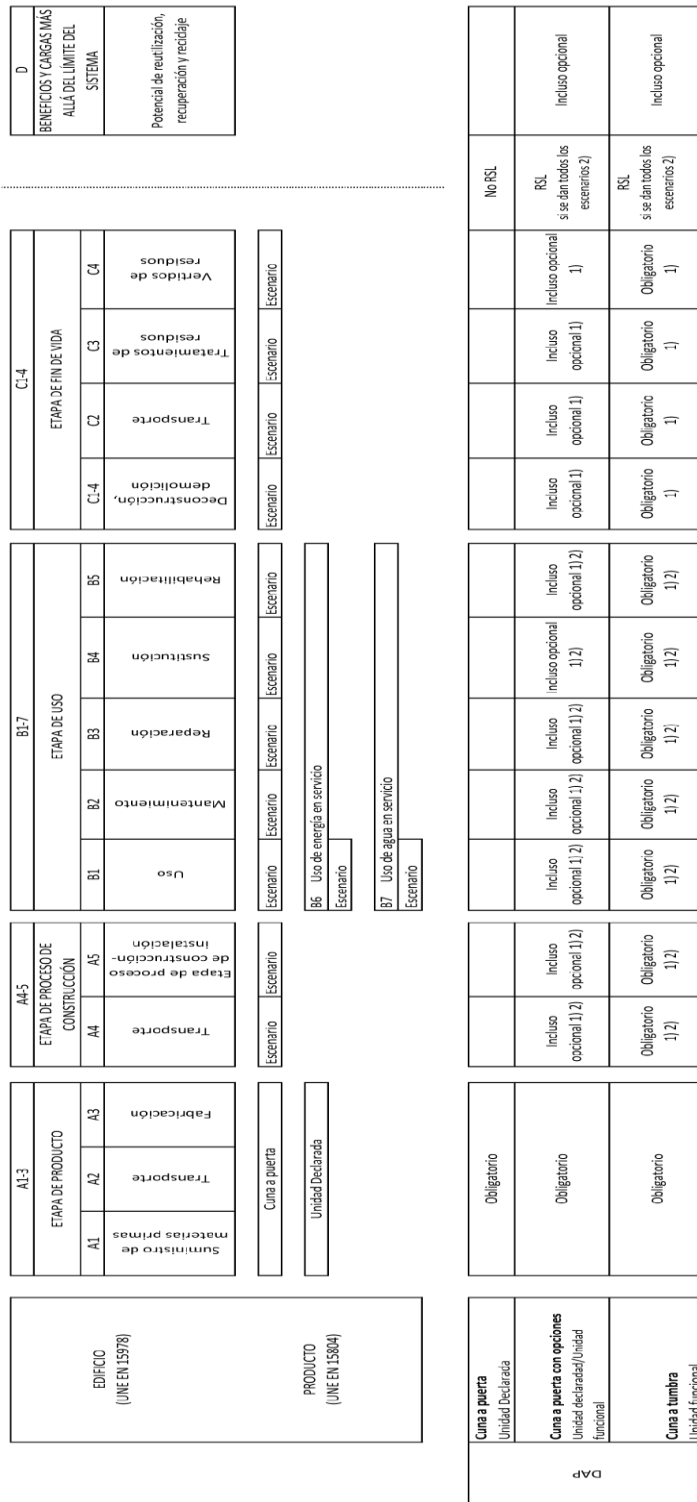 EDIFICIO
(UNE EN 15978)
PRODUCTO
(UNE EN 15804)
A1-3
ETAPA DE PRODUCTO
A1
A2
A3
Suministro de
materias primas
Transporte
Fabricación
Cuna a puerta
Unidad Declarada
A4-5
ETAPA DE PROCESO DE
CONSTRUCCIÓN
A4
A5
Transporte
Etapa de proceso
de construcción-
instalación
Escenario
Escenario
B1-7
ETAPA DE USO
B1
B2
B3
B4
B5
Uso
Mantenimiento
Reparación
Sustitución
Rehabilitación
Escenario
Escenario
Escenario
Escenario
Escenario
B6 Uso de energía en servicio
Escenario
B7 Uso de agua en servicio
Escenario
C1-4
ETAPA DE FIN DE VIDA
C1-4
C2
C3
C4
Deconstrucción,
demolición
Transporte
Tratamientos de
residuos
Vertidos de
residuos
Escenario
Escenario
Escenario
Escenario
D
BENEFICIOS Y CARGAS MÁS
ALLÁ DEL LÍMITE DEL
SISTEMA
Potencial de reutilización,
recuperación y reciclaje
DAP
Cuna a puerta
Unidad Declarada
Obligatorio
No RSL
Cuna a puerta con opciones
Unidad declaradad/Unidad
funcional
Obligatorio
Incluso
opcional 1) 2)
Incluso
opcional 1) 2)
Incluso
opcional 1) 2)
Incluso
opcional 1) 2)
Incluso
opcional 1) 2)
Incluso opcional
1) 2)
Incluso
opcional 1) 2)
Incluso
opcional 1)
Incluso
opcional 1)
Incluso
opcional 1)
Incluso opcional
1)
RSL
si se dan todos los
escenarios 2)
Incluso opcional
Cuna a tumbra
Unidad funcional
Obligatorio
Obligatorio
1) 2)
Obligatorio
1) 2)
Obligatorio
1) 2)
Obligatorio
1) 2)
Obligatorio
1) 2)
Obligatorio
1) 2)
Obligatorio
1) 2)
Obligatorio
1)
Obligatorio
1)
Obligatorio
1)
Obligatorio
1)
RSL
si se dan todos los
escenarios 2)
Incluso opcional